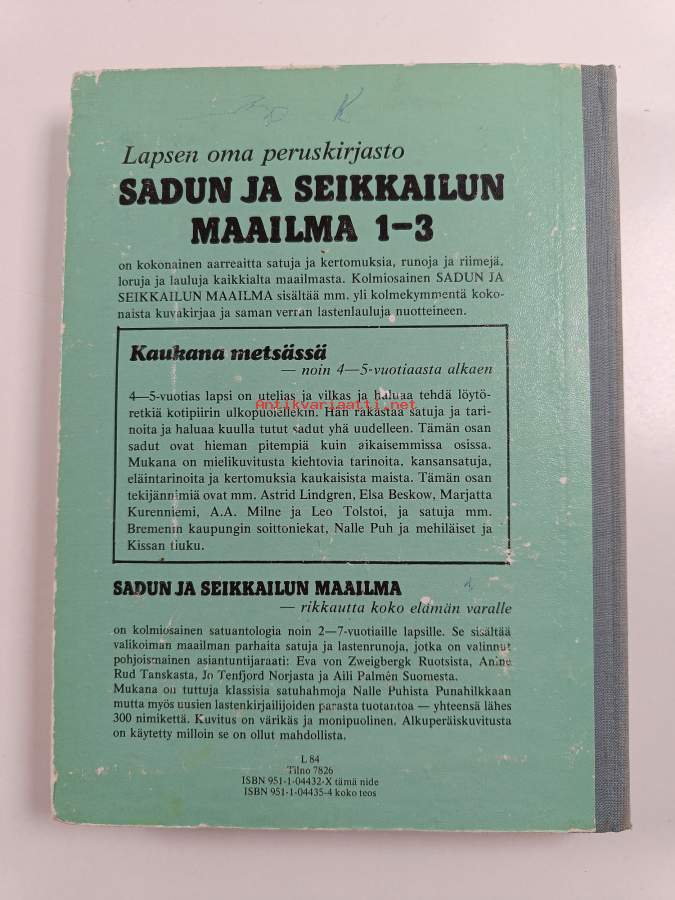 Lapsen oma peruskirjasto
SADUN JA SEIKKAILUN
MAAILMA 1–3
on kokonainen aarreaitta satuja ja kertomuksia, runoja ja riimejä,
loruja ja lauluja kaikkialta maailmasta. Kolmiosainen SADUN JA
SEIKKAILUN MAAILMA sisältää mm. yli kolmekymmentä koko-
naista kuvakirjaa ja saman verran lastenlauluja nuotteineen.
Kaukana metsässä
— noin 4—5-vuotiaasta alkaen
4—5-vuotias lapsi on utelias ja vilkas ja haluaa tehdä löytö-
retkiä kotipiirin ulkopuolellekin. Hän rakastaa satuja ja tari-
Antikvariaatti.net
noita ja haluaa kuulla tutut sadut yhä uudelleen. Tämän osan
sadut ovat hieman pitempiä kuin aikaisemmissa osissa.
Mukana on mielikuvitusta kiehtovia tarinoita, kansansatuja,
eläintarinoita ja kertomuksia kaukaisista maista. Tämän osan
tekijännimiä ovat mm. Astrid Lindgren, Elsa Beskow, Marjatta
Kurenniemi, A.A. Milne ja Leo Tolstoi, ja satuja mm.
Bremenin kaupungin soittoniekat, Nalle Puh ja mehiläiset ja
Kissan tiuku.
SADUN JA SEIKKAILUN MAAILMA
— rikkautta koko elämän varalle
on kolmiosainen satuantologia noin 2—7-vuotiaille lapsille. Se sisältää
valikoiman maailman parhaita satuja ja lastenrunoja, jotka on valinnut
pohjoismainen asiantuntijaraati: Eva von Zweigbergk Ruotsista, Anine
Rud Tanskasta, Jo Tenfjord Norjasta ja Aili Palmén Suomesta.
Mukana on tuttuja klassisia satuhahmoja Nalle Puhista Punahilkkaan
mutta myös uusien lastenkirjailijoiden parasta tuotantoa — yhteensä lähes
300 nimikettä. Kuvitus on värikäs ja monipuolinen. Alkuperäiskuvitusta
on käytetty milloin se on ollut mahdollista.
L 84
Tilno 7826
ISBN 951-1-04432-X tämä nide
ISBN 951-1-04435-4 koko teos